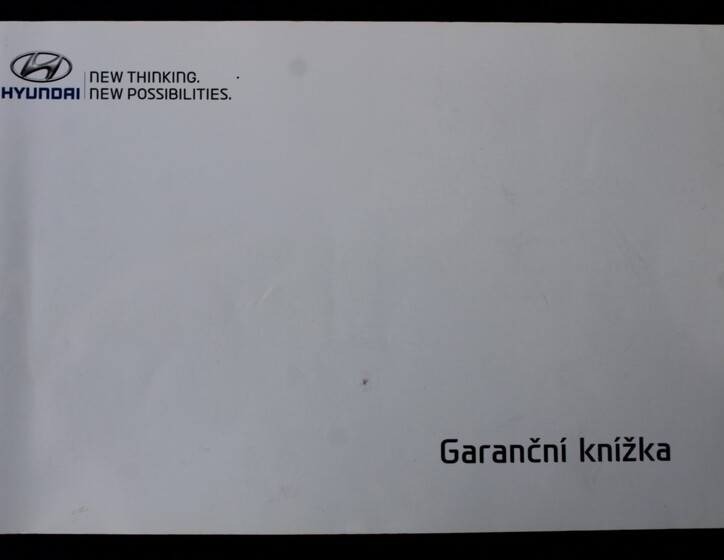 NEW THINKING.
HYUNDAI
NEW POSSIBILITIES.
Garanční knížka